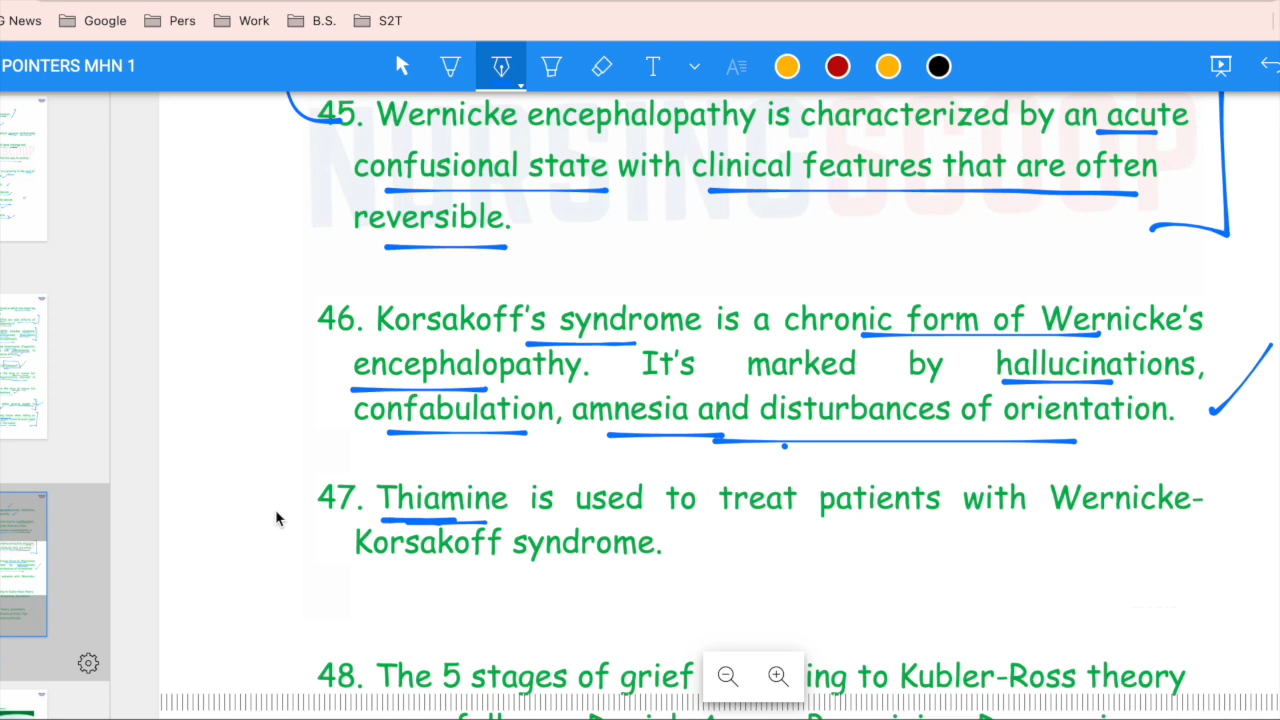 G News Google Pers Work B.S. S2T
POINTERS MHN 1
45. Wernicke encephalopathy is characterized by an acute
confusional state with clinical features that are often
reversible.
46. Korsakoff's syndrome is a chronic form of Wernicke's
encephalopathy. It's marked by hallucinations,
confabulation, amnesia and disturbances of orientation.
47. Thiamine is used to treat patients with Wernicke-
Korsakoff syndrome.
48. The 5 stages of grief ing to Kubler-Ross theory